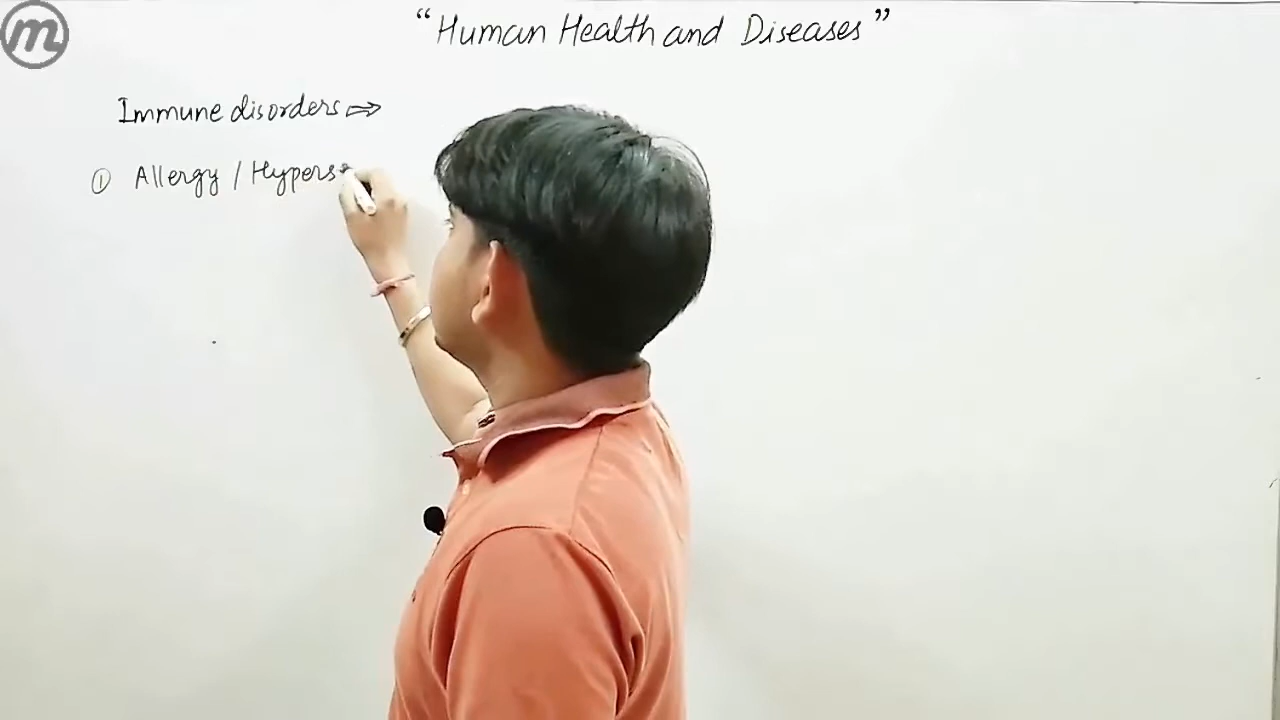 m
“Human Health and Diseases”
Immune disorders ⇒
① Allergy / Hypers